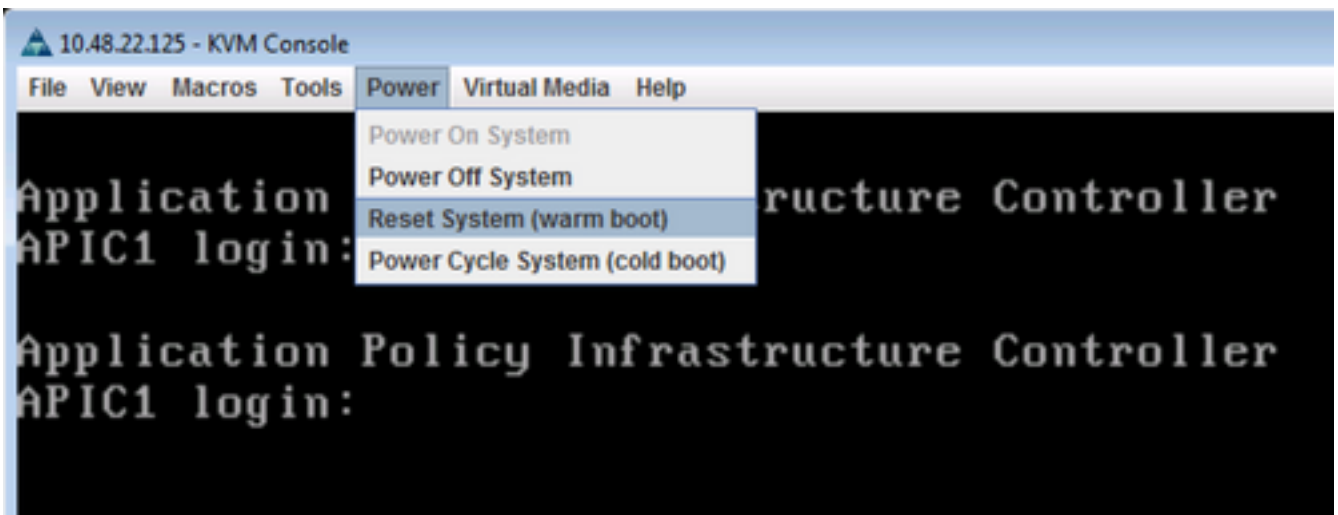 10.48.22.125 - KVM Console
File View Macros Tools Power Virtual Media Help
Power On System
Power Off System
Reset System (warm boot)
Power Cycle System (cold boot)
Application ructure Controller
APIC1 login:
Application Policy Infrastructure Controller
APIC1 login: